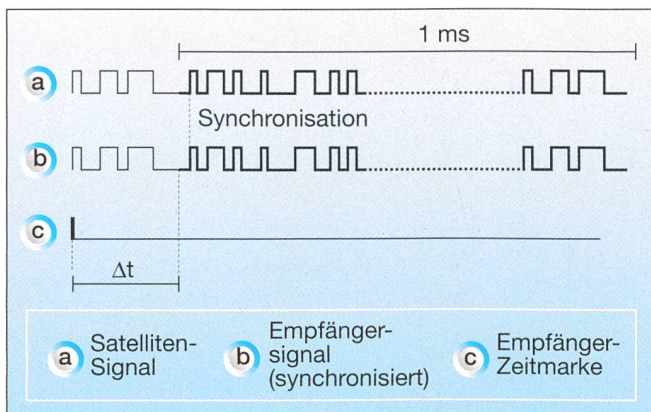 1 ms
a
Synchronisation
b
c
Δt
a Satelliten-
Signal
b Empfänger-
signal
(synchronisiert)
c Empfänger-
Zeitmarke